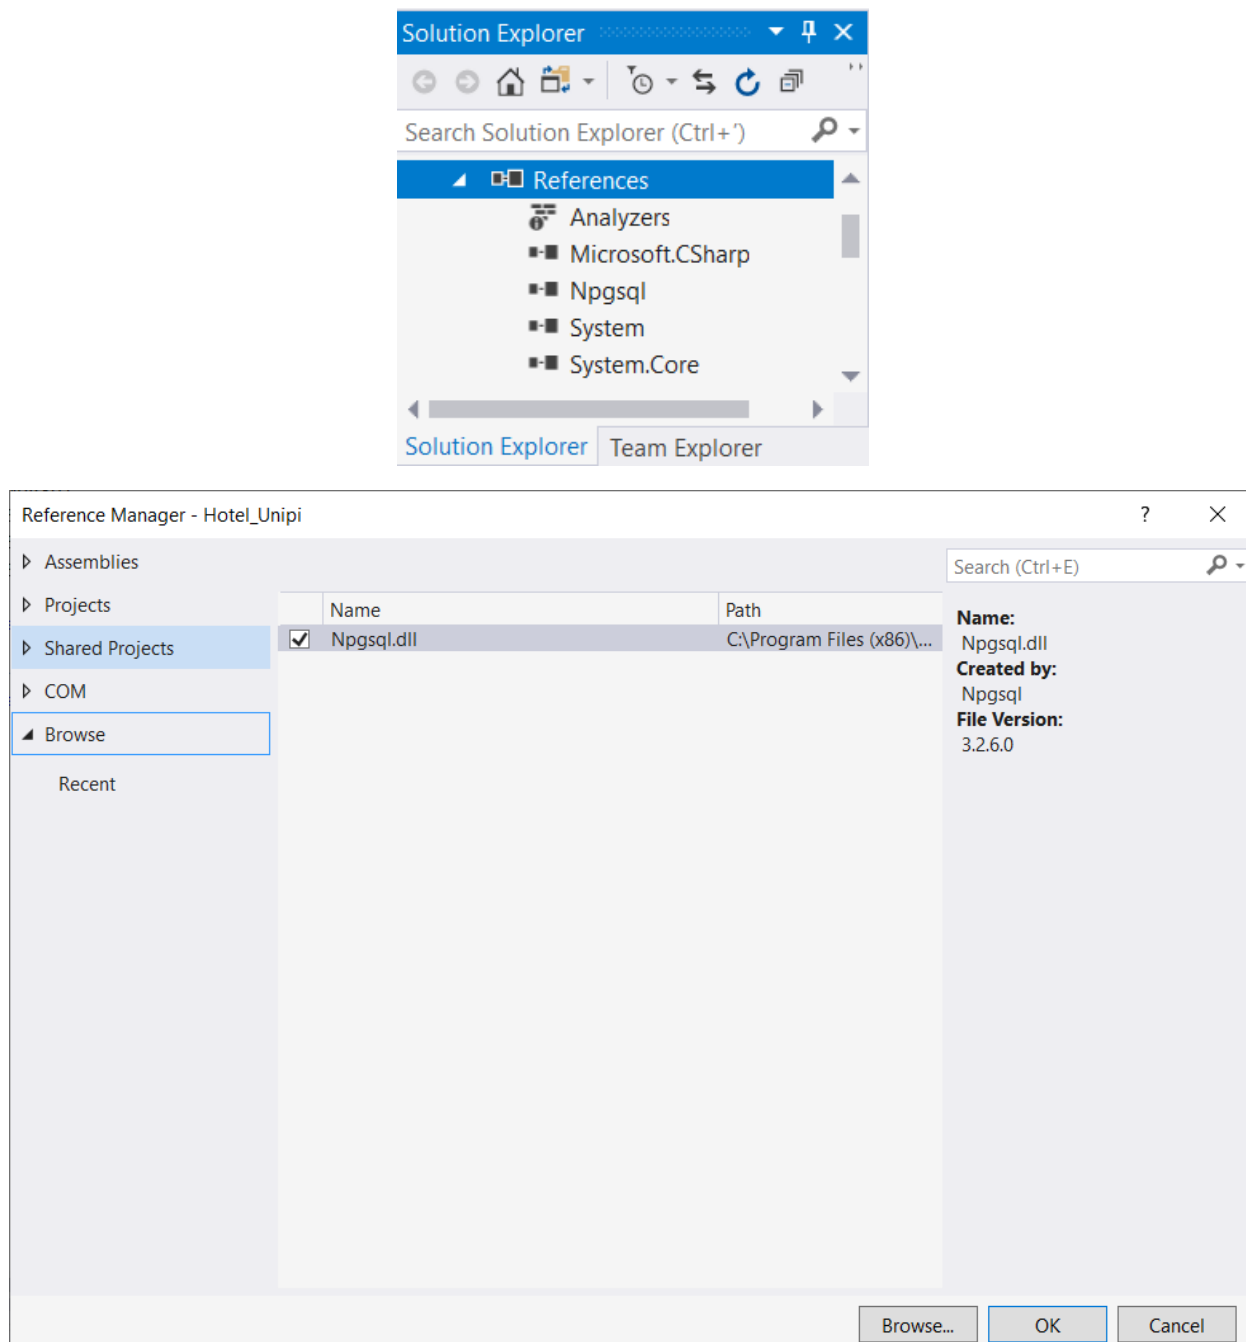 Solution Explorer
Search Solution Explorer (Ctrl+')
References
Analyzers
Microsoft.CSharp
Npgsql
System
System.Core
Solution Explorer Team Explorer
Reference Manager - Hotel_Unipi ?
Assemblies
Search (Ctrl+E)
Projects
Name Path
Name:
Npgsql.dll C:\Program Files (x86)\...
Npgsql.dll
Shared Projects
Created by:
COM
Npgsql
File Version:
Browse
3.2.6.0
Recent
Browse... OK Cancel